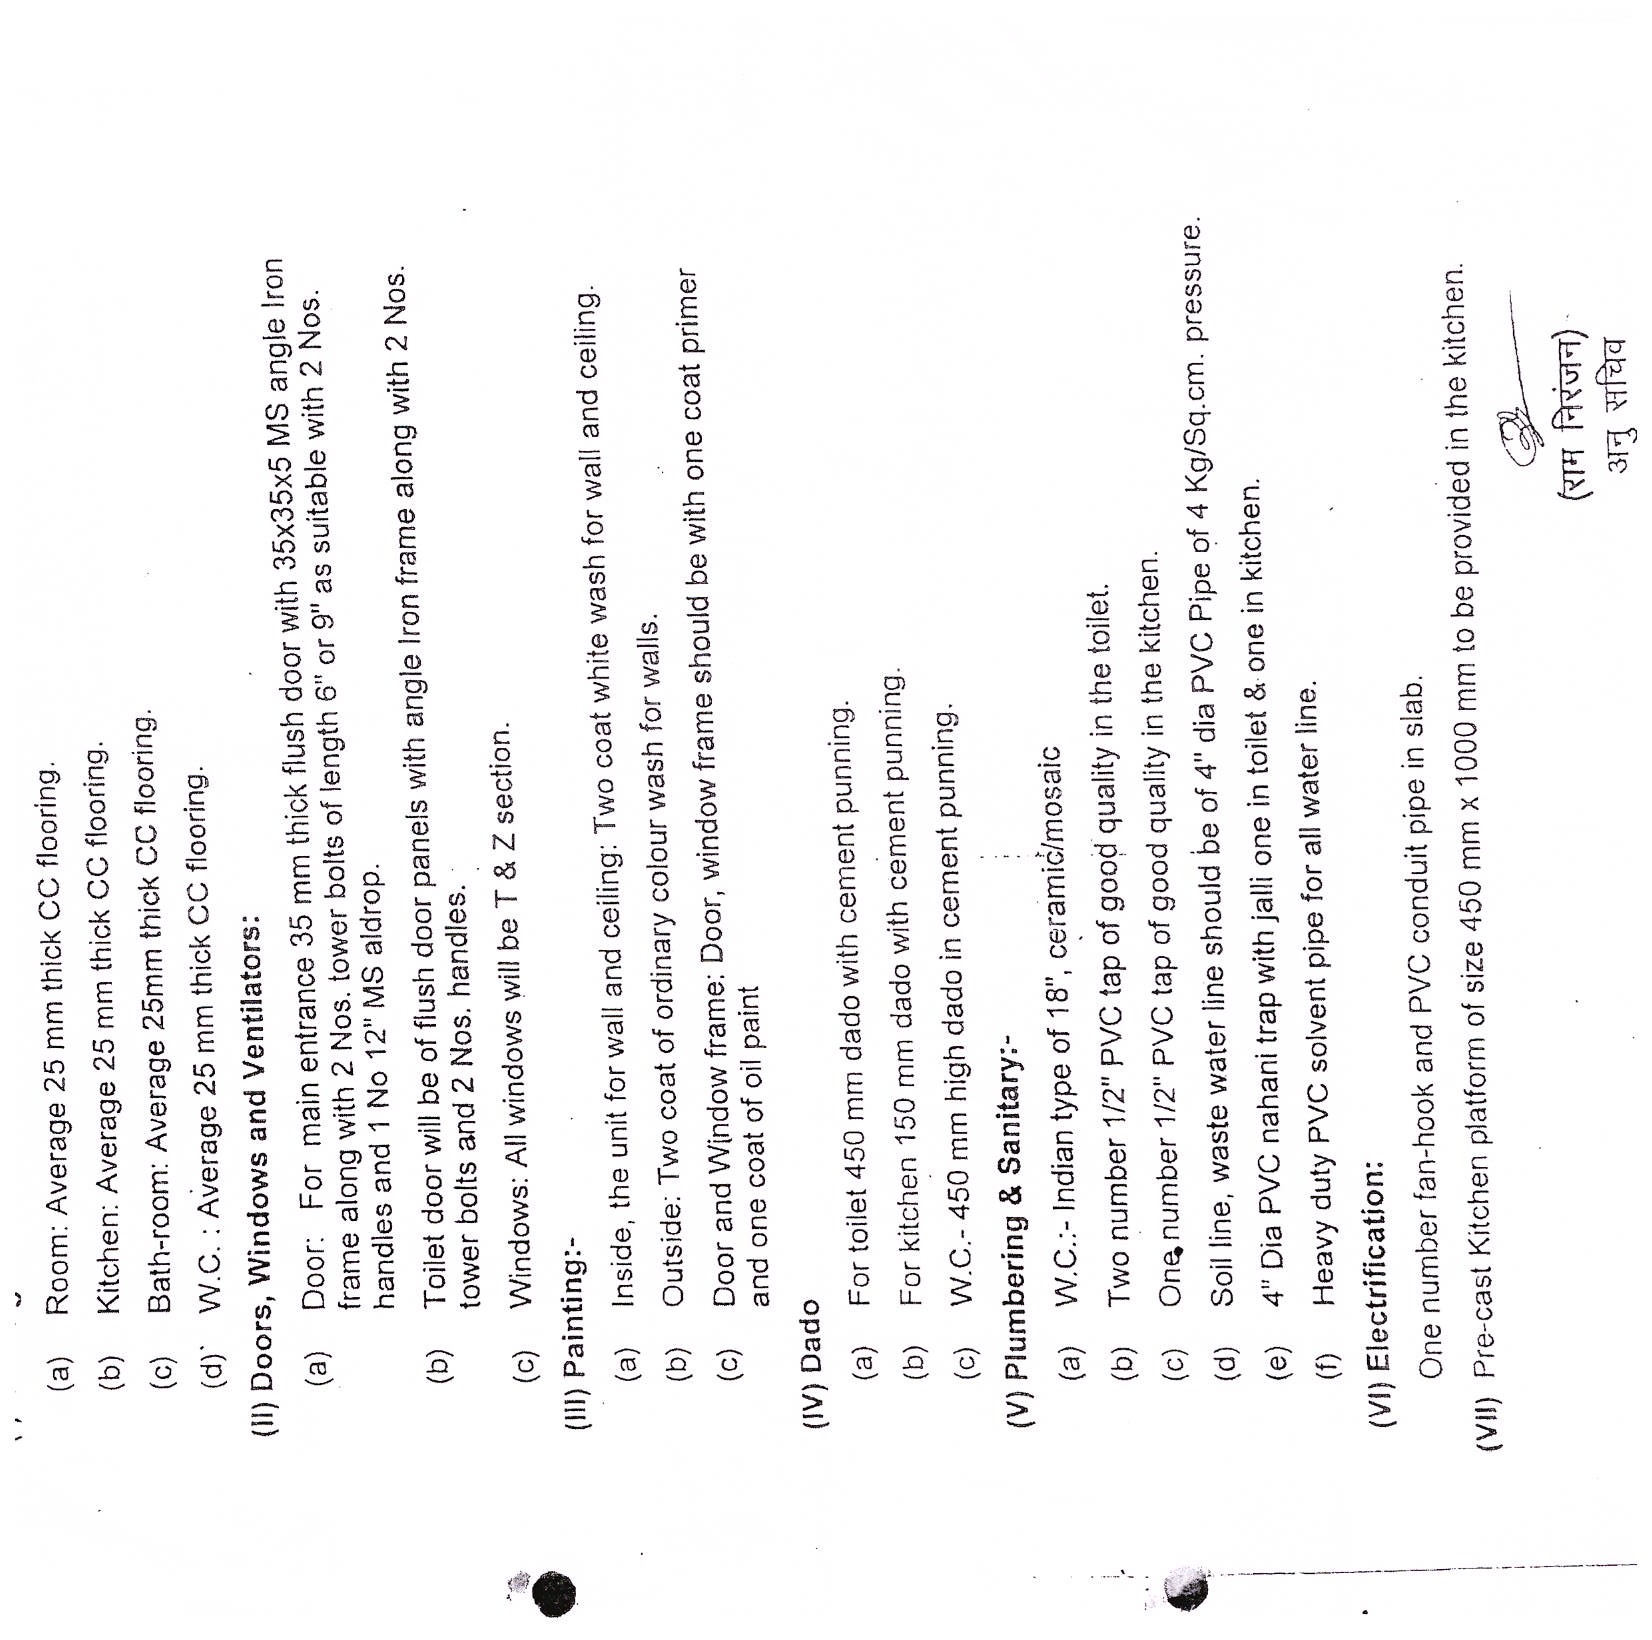 (a) Room: Average 25 mm thick CC flooring.
(b) Kitchen: Average 25 mm thick CC flooring.
(c) Bath-room: Average 25mm thick CC flooring.
(d) W.C. : Average 25 mm thick CC flooring.
(II) Doors, Windows and Ventilators:
(a) Door: For main entrance 35 mm thick flush door with 35x35x5 MS angle Iron
frame along with 2 Nos. tower bolts of length 6" or 9" as suitable with 2 Nos.
handles and 1 No 12" MS aldrop.
(b) Toilet door will be of flush door panels with angle Iron frame along with 2 Nos.
tower bolts and 2 Nos. handles.
(c) Windows: All windows will be T & Z section.
(III) Painting:-
(a) Inside, the unit for wall and ceiling: Two coat white wash for wall and ceiling.
(b) Outside: Two coat of ordinary colour wash for walls.
(c) Door and Window frame: Door, window frame should be with one coat primer
and one coat of oil paint
(IV) Dado
(a) For toilet 450 mm dado with cement punning.
(b) For kitchen 150 mm dado with cement punning.
(c) W.C.- 450 mm high dado in cement punning.
(V) Plumbering & Sanitary:-
(a) W.C.:- Indian type of 18", ceramic/mosaic
(b) Two number 1/2" PVC tap of good quality in the toilet.
(c) One number 1/2" PVC tap of good quality in the kitchen.
(d) Soil line, waste water line should be of 4" dia PVC Pipe of 4 Kg/Sq.cm. pressure.
(e) 4" Dia PVC nahani trap with jalli one in toilet & one in kitchen.
(f) Heavy duty PVC solvent pipe for all water line.
(VI) Electrification:
One number fan-hook and PVC conduit pipe in slab.
(VII) Pre-cast Kitchen platform of size 450 mm x 1000 mm to be provided in the kitchen.
(राम निरंजन)
अनु सचिव